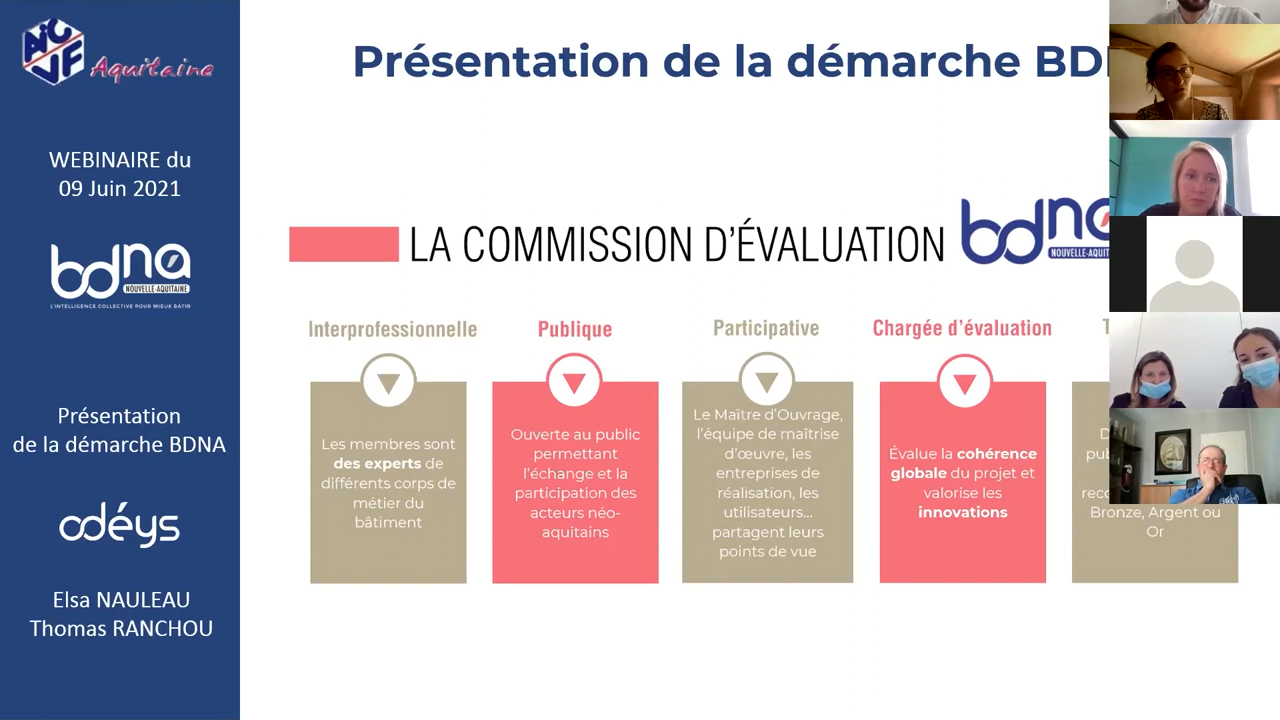 AICVF
Aquitaine
WEBINAIRE du
09 Juin 2021
bdna
NOUVELLE-AQUITAINE
L'INTELLIGENCE COLLECTIVE POUR MIEUX BÂTIR
Présentation
de la démarche BDNA
odéys
Elsa NAULEAU
Thomas RANCHOU
Présentation de la démarche
LA COMMISSION D'ÉVALUATION
bdna
Interprofessionnelle
Les membres sont
des experts de
différents corps de
métier du
bâtiment
Publique
Ouverte au public
permettant
l'échange et la
participation des
acteurs néo-
aquitains
Participative
Le Maître d'Ouvrage,
l'équipe de maîtrise
d'œuvre, les
entreprises de
réalisation, les
utilisateurs...
partagent leurs
points de vue
Chargée d'évaluation
Évalue la cohérence
globale du projet et
valorise les
innovations
Bronze, Argent ou
Or